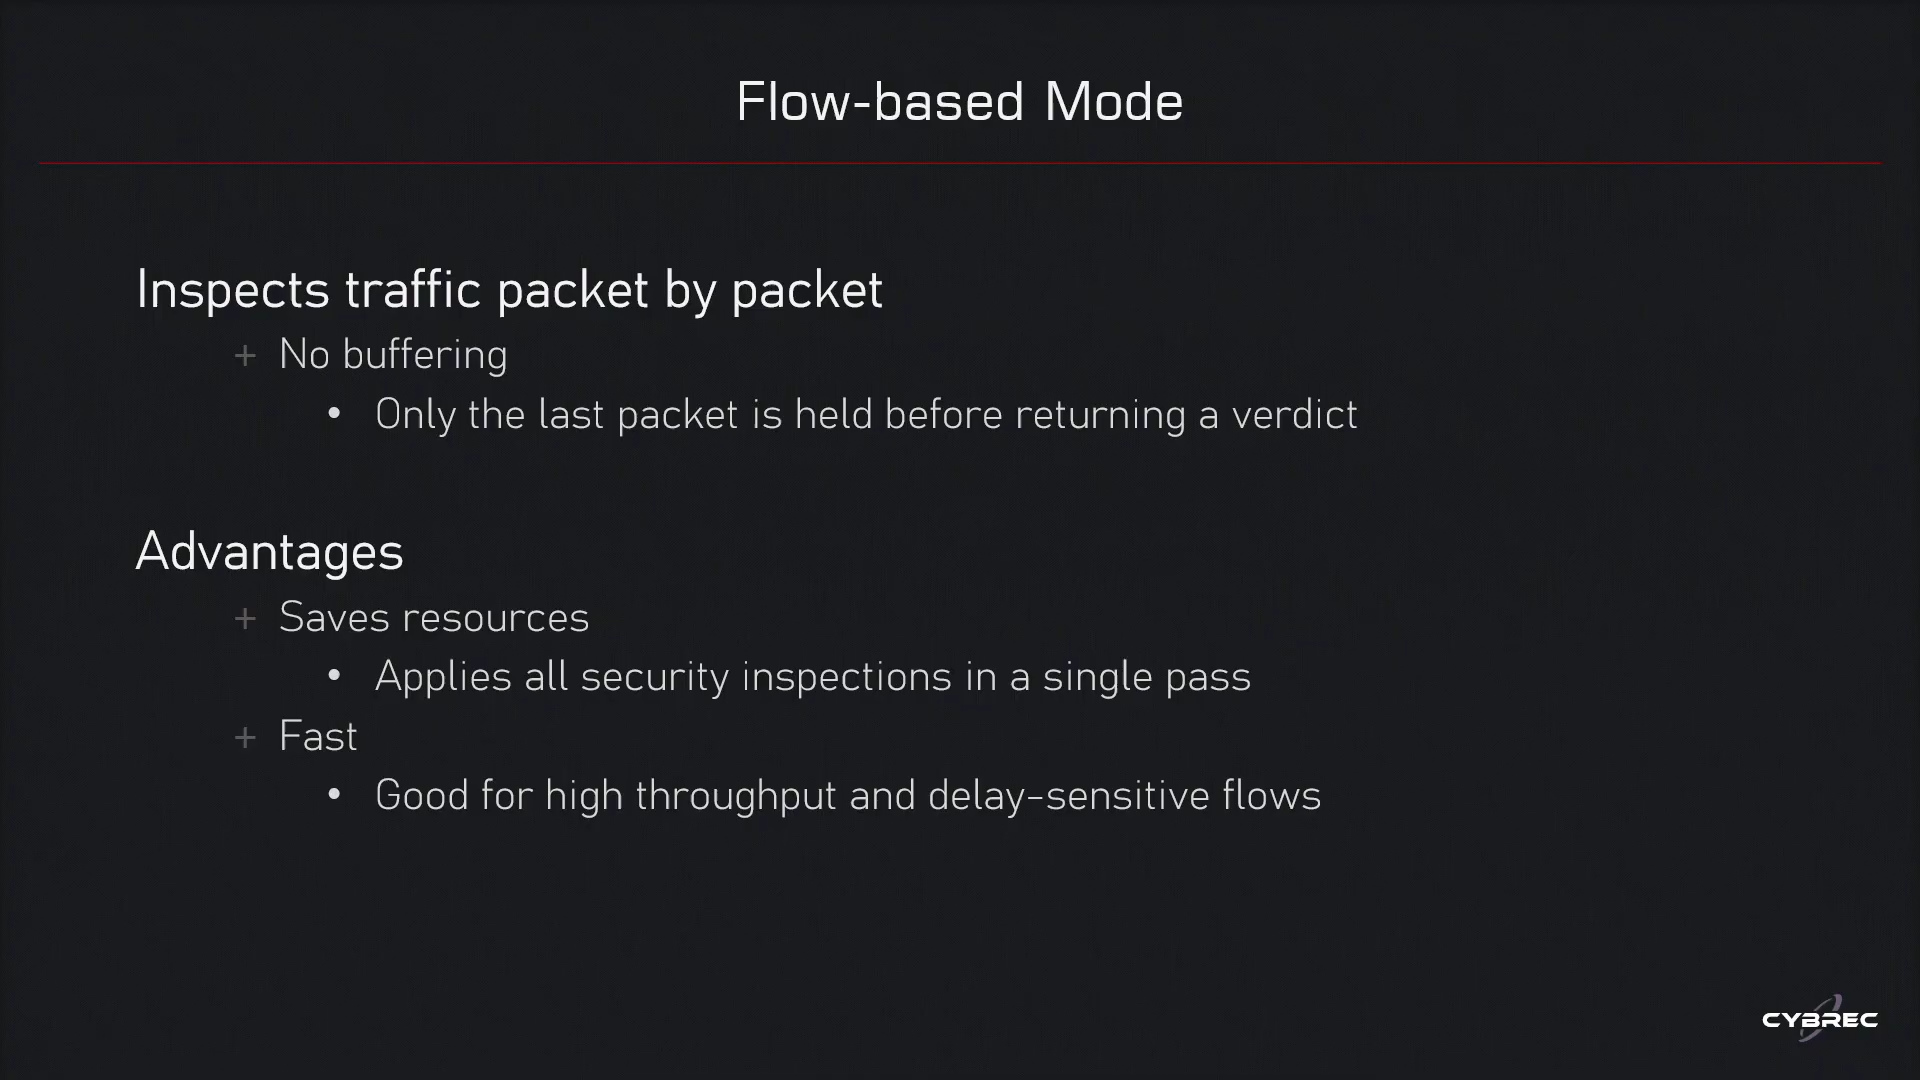 Flow-based Mode
Inspects traffic packet by packet
+ No buffering
• Only the last packet is held before returning a verdict
Advantages
+ Saves resources
• Applies all security inspections in a single pass
+ Fast
• Good for high throughput and delay-sensitive flows
CYBREC